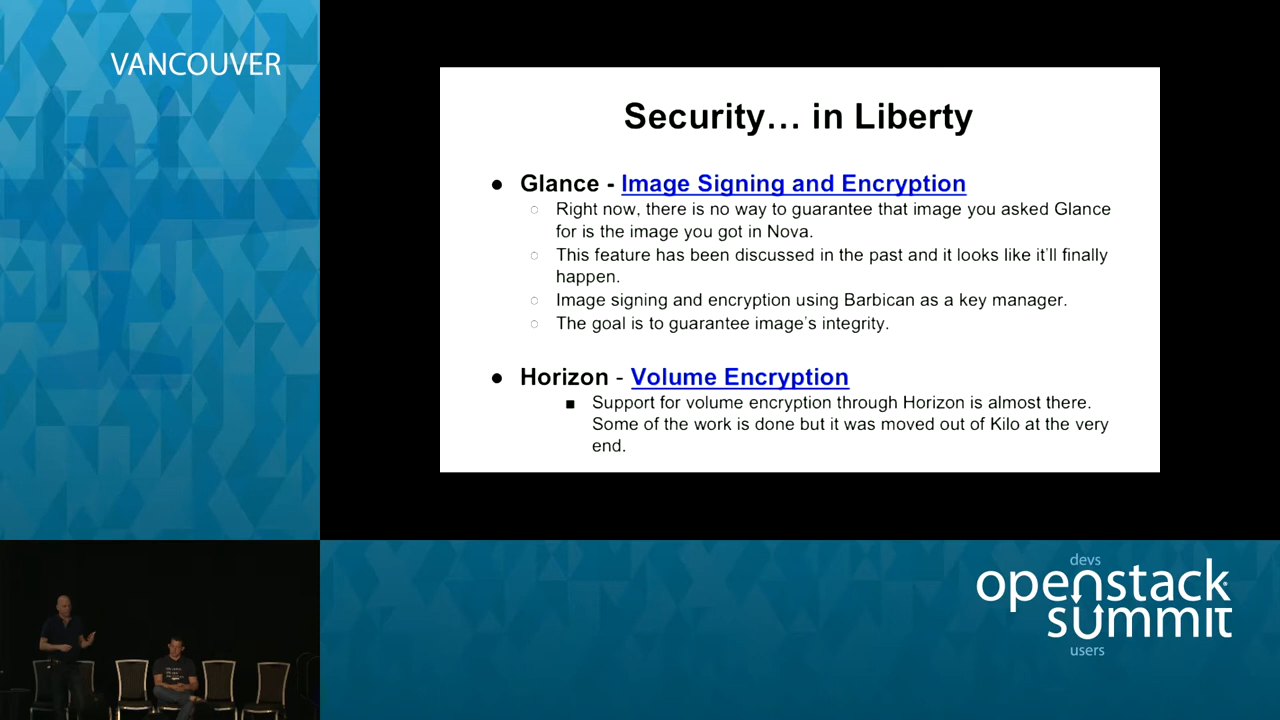 VANCOUVER
Security… in Liberty
● Glance - Image Signing and Encryption
○ Right now, there is no way to guarantee that image you asked Glance
for is the image you got in Nova.
○ This feature has been discussed in the past and it looks like it'll finally
happen.
○ Image signing and encryption using Barbican as a key manager.
○ The goal is to guarantee image's integrity.
● Horizon - Volume Encryption
■ Support for volume encryption through Horizon is almost there.
Some of the work is done but it was moved out of Kilo at the very
end.
devs
openstack
summit
users